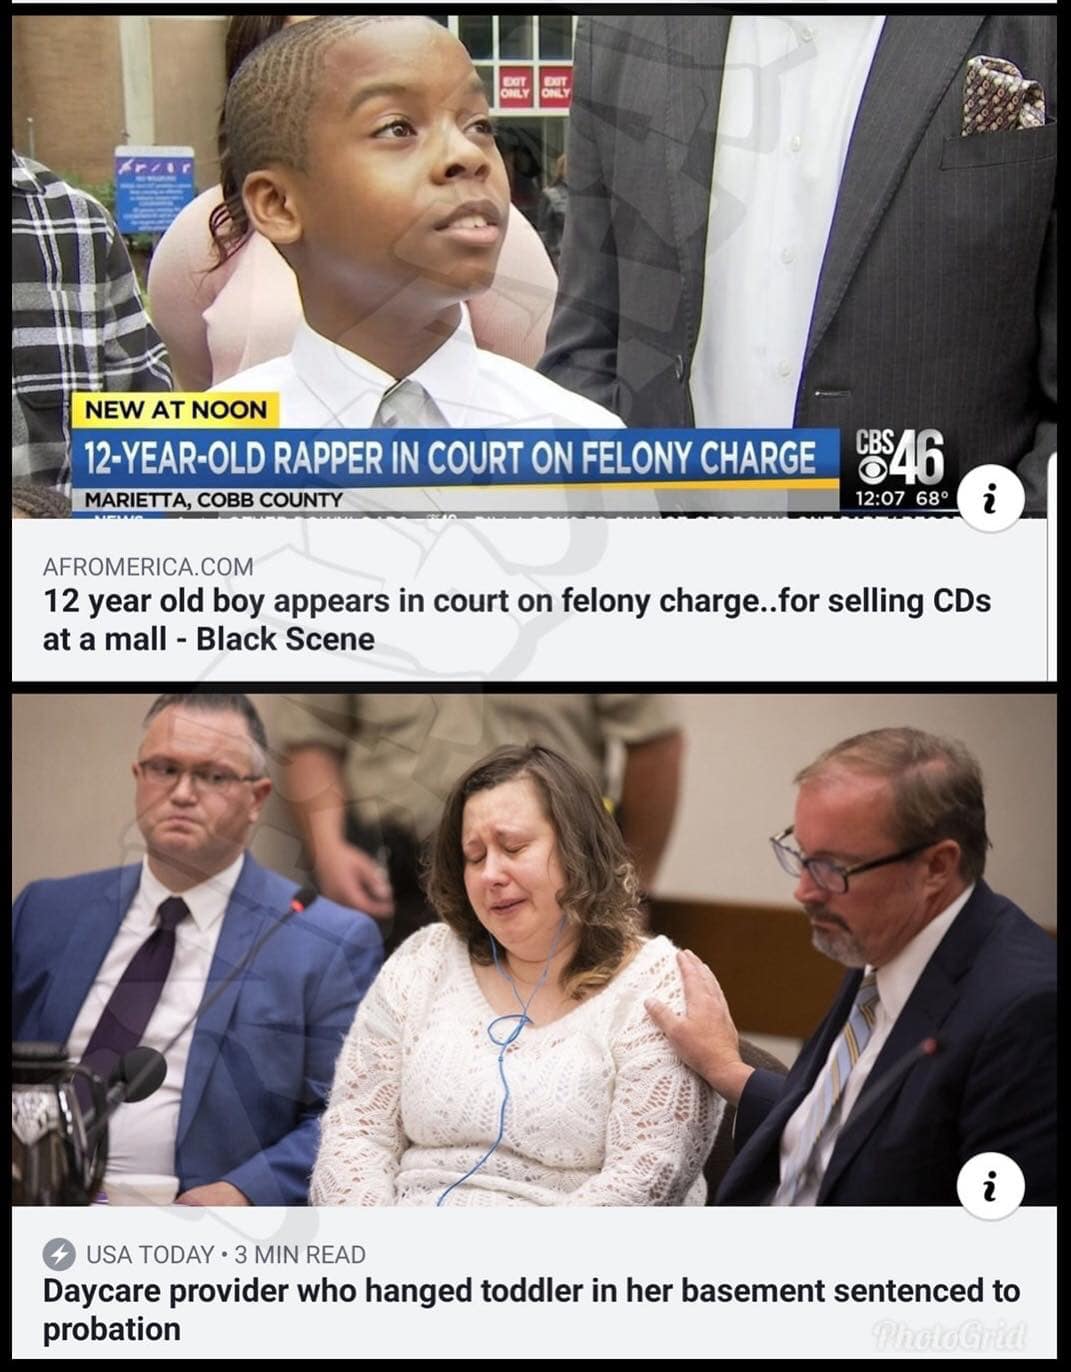 EXIT ONLY
EXIT ONLY
NEW AT NOON
12-YEAR-OLD RAPPER IN COURT ON FELONY CHARGE
MARIETTA, COBB COUNTY
CBS 46
12:07 68°
i
AFROMERICA.COM
12 year old boy appears in court on felony charge..for selling CDs
at a mall - Black Scene
i
USA TODAY • 3 MIN READ
Daycare provider who hanged toddler in her basement sentenced to
probation
PhotoGrid